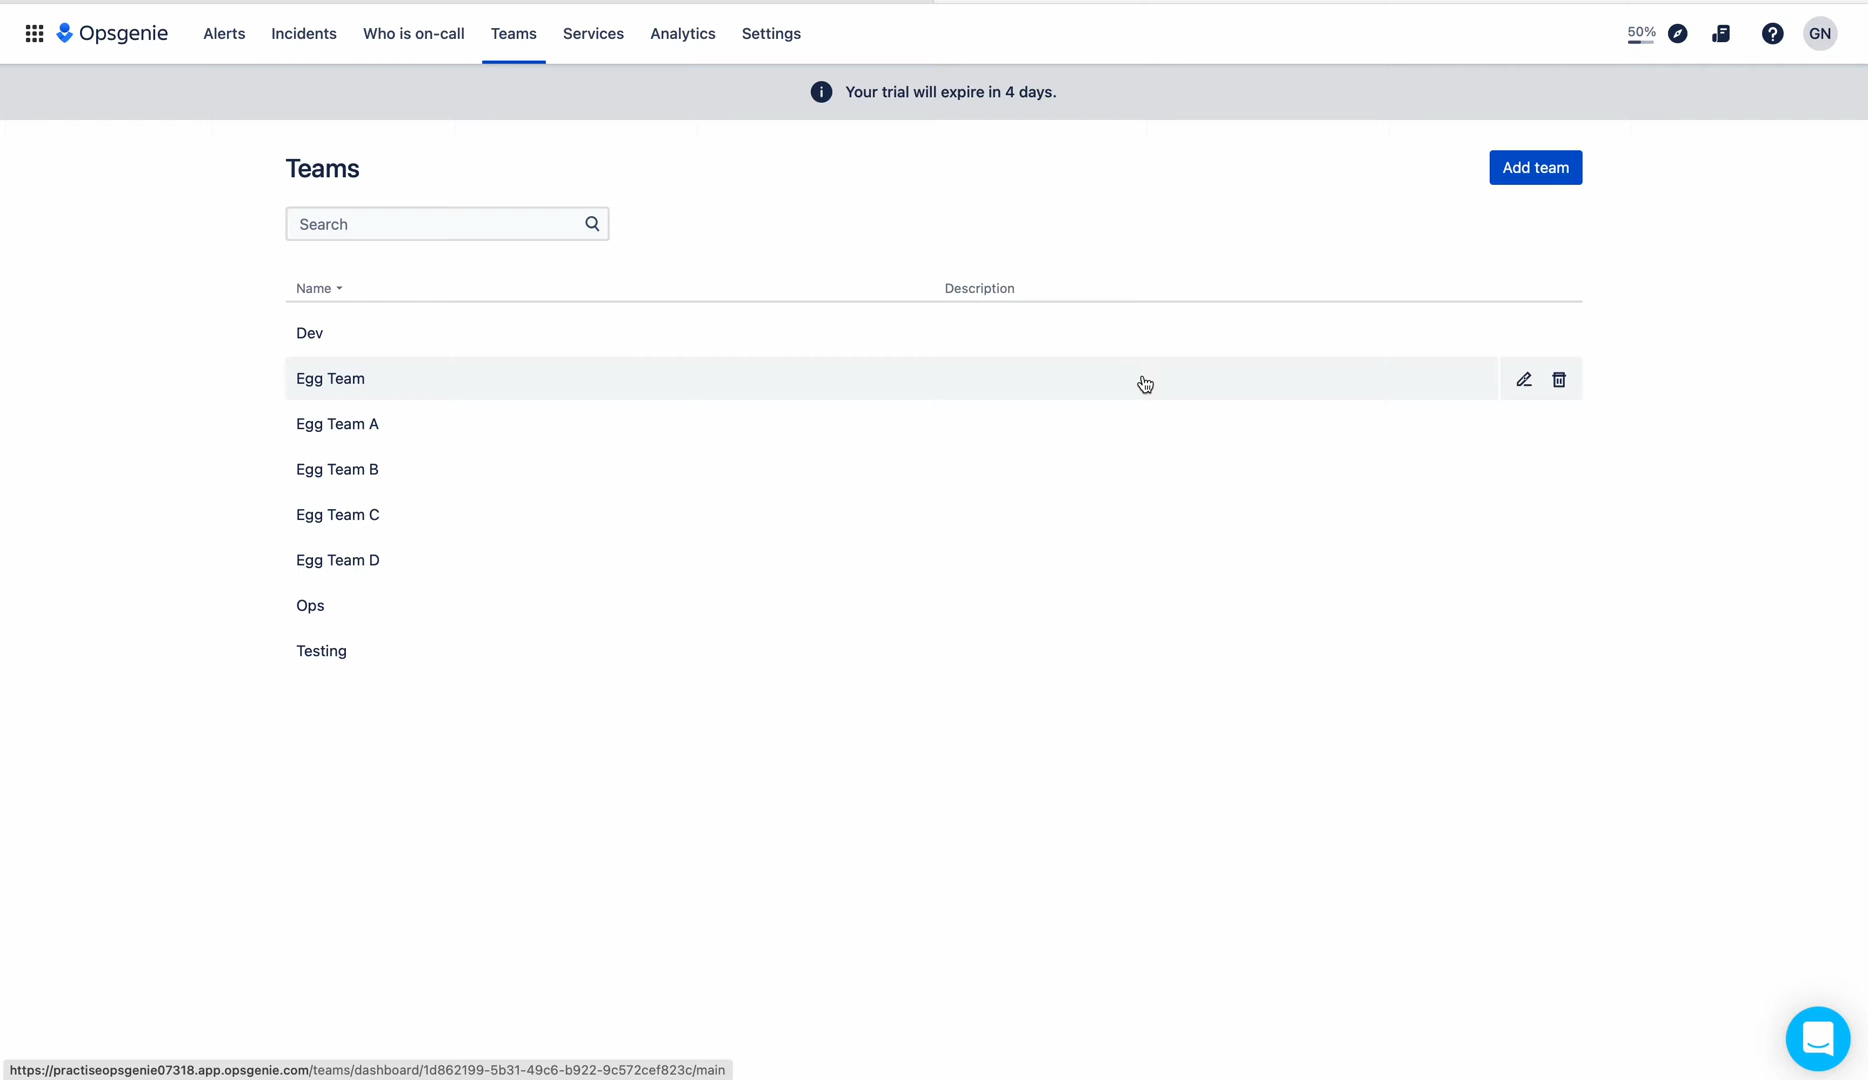 Opsgenie Alerts Incidents Who is on-call Teams Services Analytics Settings 50% GN
Your trial will expire in 4 days.
Teams Add team
Search
Name Description
Dev
Egg Team
Egg Team A
Egg Team B
Egg Team C
Egg Team D
Ops
Testing
https://practiseopsgenie07318.app.opsgenie.com/teams/dashboard/1d862199-5b31-49c6-b922-9c572cef823c/main